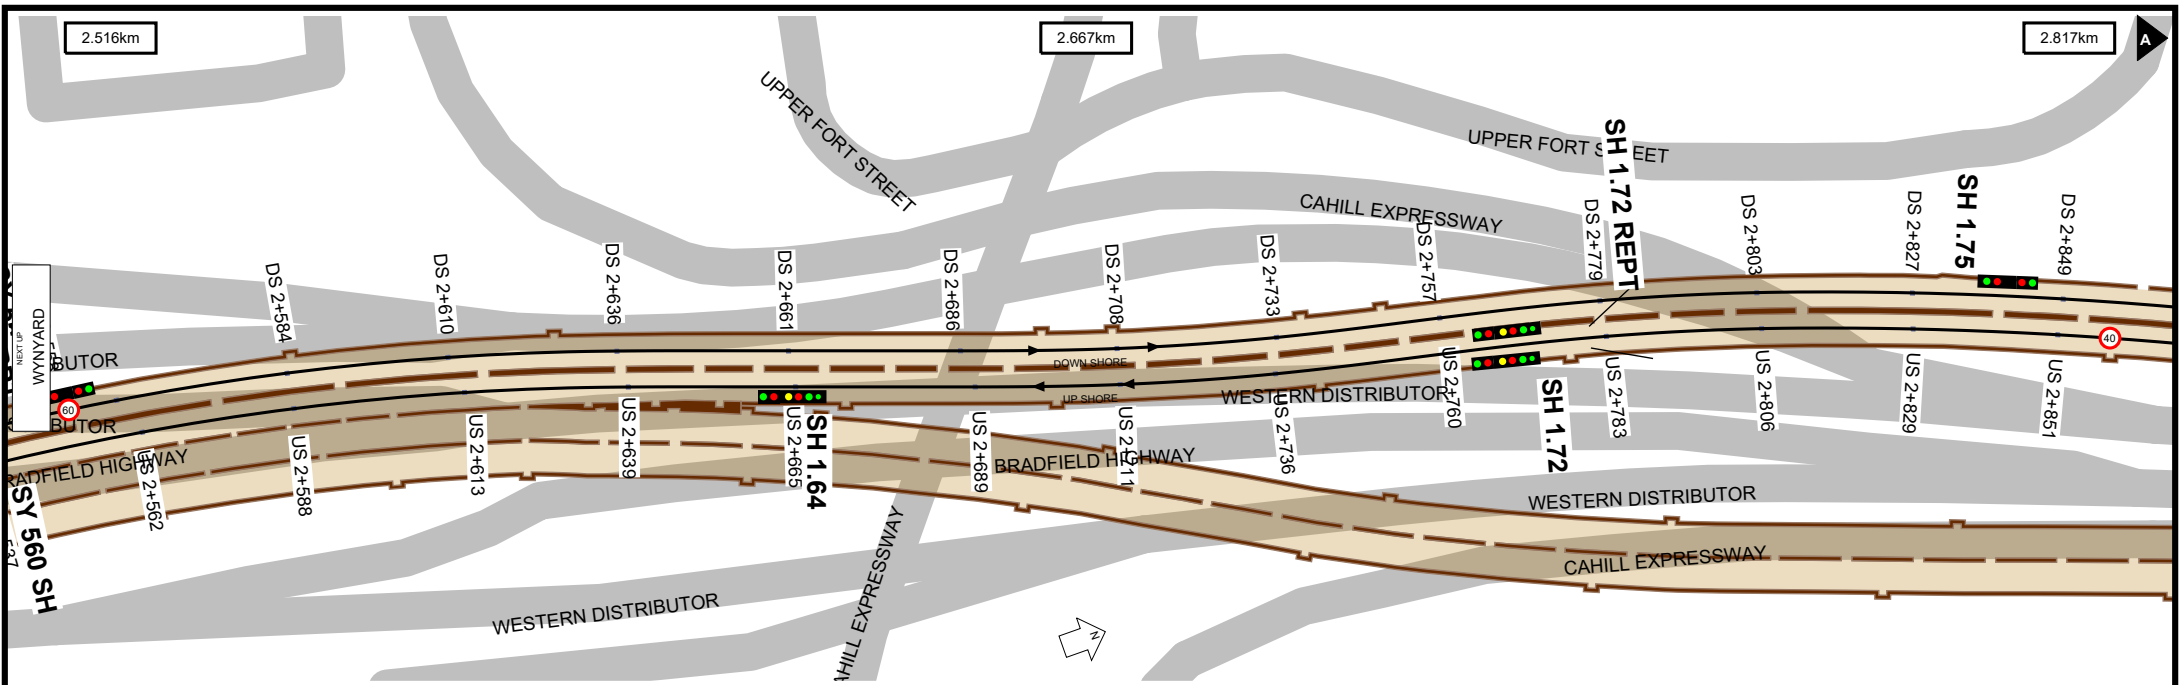 2.516km
2.667km
2.817km
A
UPPER FORT STREET
UPPER FORT STREET
CAHILL EXPRESSWAY
SH 1.72 REPT
SH 1.75
DS 2+584
DS 2+610
DS 2+636
DS 2+661
DS 2+686
DS 2+708
DS 2+733
DS 2+757
DS 2+779
DS 2+803
DS 2+827
DS 2+849
NEXT UP
WYNYARD
BUTOR
60
BUTOR
DOWN SHORE
UP SHORE
40
WESTERN DISTRIBUTOR
RADFIELD HIGHWAY
BRADFIELD HIGHWAY
US 2+562
US 2+588
US 2+613
US 2+639
US 2+665
SH 1.64
US 2+689
US 2+711
US 2+736
US 2+760
SH 1.72
US 2+783
US 2+806
US 2+829
US 2+851
SY 560 SH
537
WESTERN DISTRIBUTOR
CAHILL EXPRESSWAY
WESTERN DISTRIBUTOR
AHILL EXPRESSWAY
N